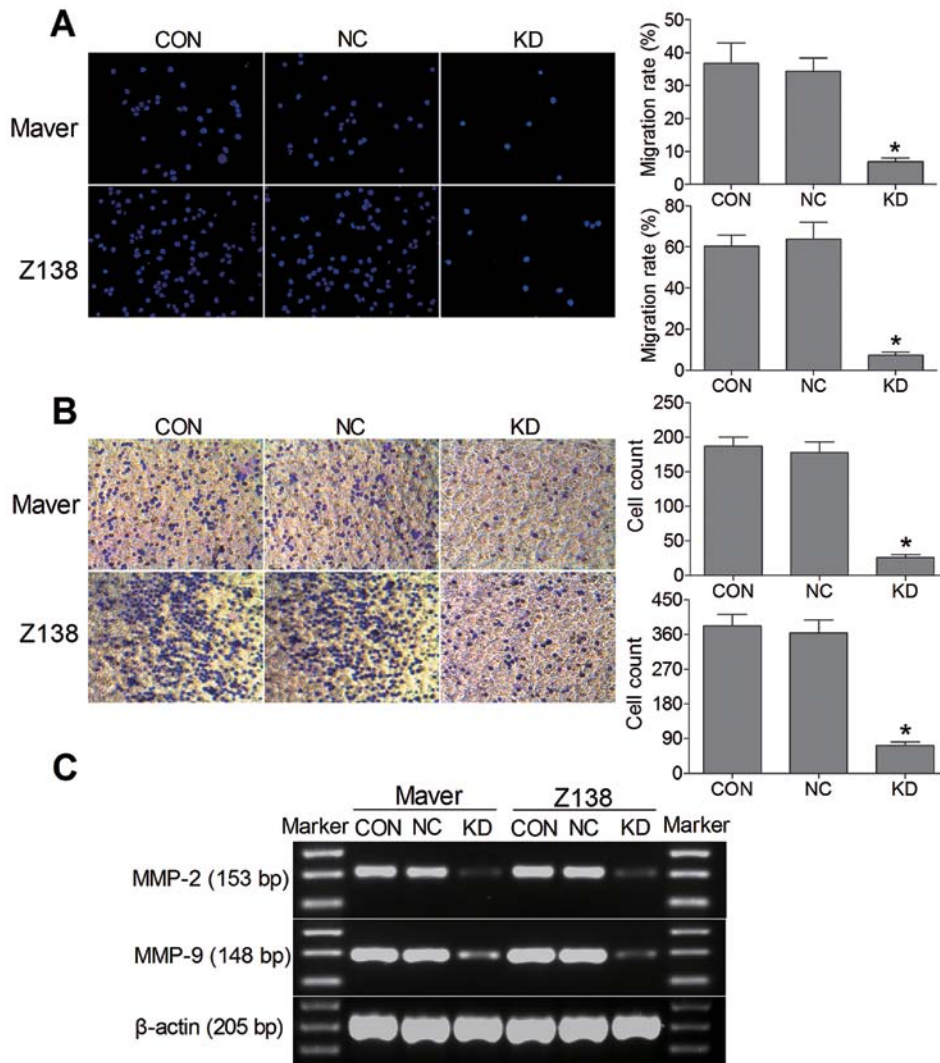 A
CON NC KD
Maver
Z138
Migration rate (%)
50
40
30
20
10
0
*
CON NC KD
Migration rate (%)
80
60
40
20
0
*
CON NC KD
B
CON NC KD
Maver
Z138
Cell count
250
200
150
100
50
0
*
CON NC KD
Cell count
450
360
270
180
90
0
*
CON NC KD
C
Maver Z138
Marker CON NC KD CON NC KD Marker
MMP-2 (153 bp)
MMP-9 (148 bp)
β-actin (205 bp)